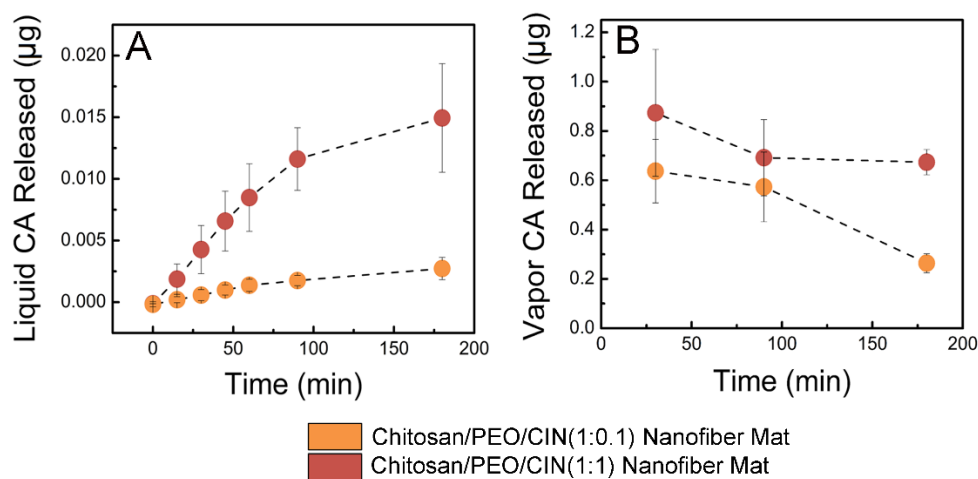 A
Liquid CA Released (µg)
0.020
0.015
0.010
0.005
0.000
0 50 100 150 200
Time (min)
B
Vapor CA Released (µg)
1.2
1.0
0.8
0.6
0.4
0.2
0.0
0 50 100 150 200
Time (min)
Chitosan/PEO/CIN(1:0.1) Nanofiber Mat
Chitosan/PEO/CIN(1:1) Nanofiber Mat